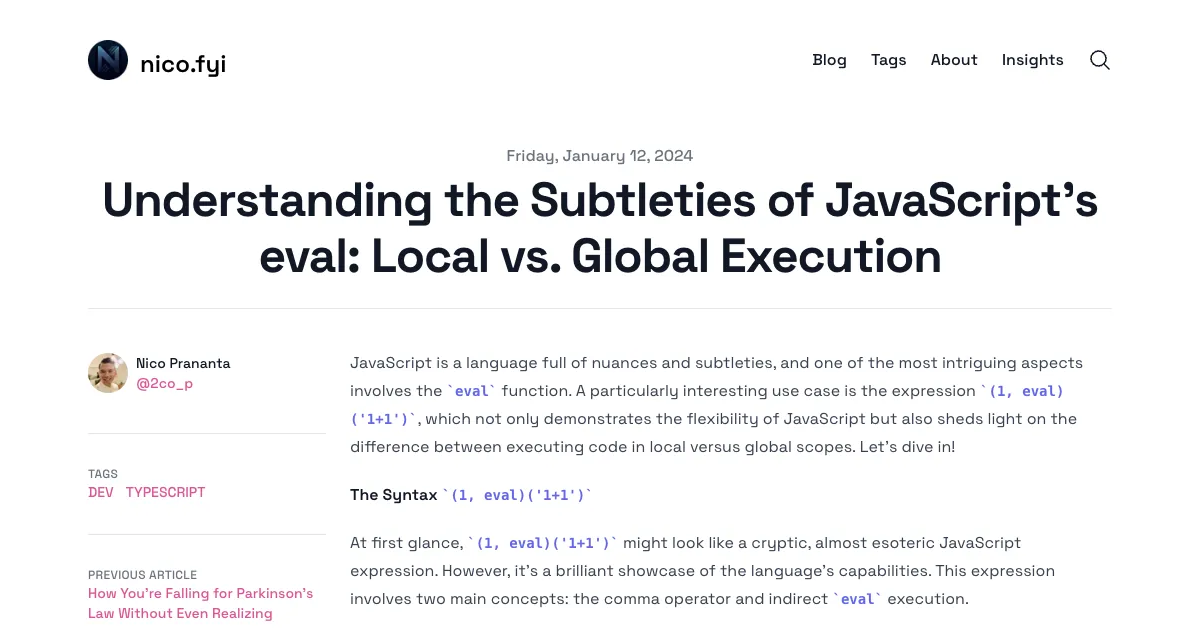 nico.fyi
Blog Tags About Insights
Friday, January 12, 2024
Understanding the Subtleties of JavaScript's
eval: Local vs. Global Execution
Nico Prananta
@2co_p
TAGS
DEV TYPESCRIPT
PREVIOUS ARTICLE
How You're Falling for Parkinson's
Law Without Even Realizing
JavaScript is a language full of nuances and subtleties, and one of the most intriguing aspects
involves the `eval` function. A particularly interesting use case is the expression `(1, eval)
('1+1')`, which not only demonstrates the flexibility of JavaScript but also sheds light on the
difference between executing code in local versus global scopes. Let's dive in!
The Syntax `(1, eval)('1+1')`
At first glance, `(1, eval)('1+1')` might look like a cryptic, almost esoteric JavaScript
expression. However, it's a brilliant showcase of the language's capabilities. This expression
involves two main concepts: the comma operator and indirect `eval` execution.